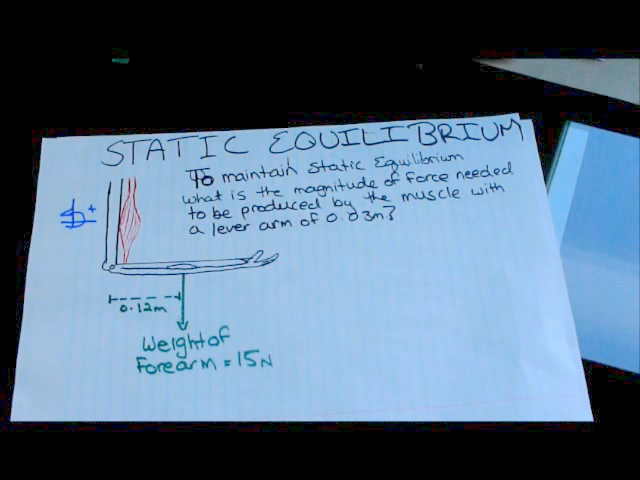 STATIC EQUILIBRIUM
To maintain Static Equilibrium
what is the magnitude of force needed
to be produced by the muscle with
a lever arm of 0.03m?
+
0.12m
Weight of
Forearm = 15N